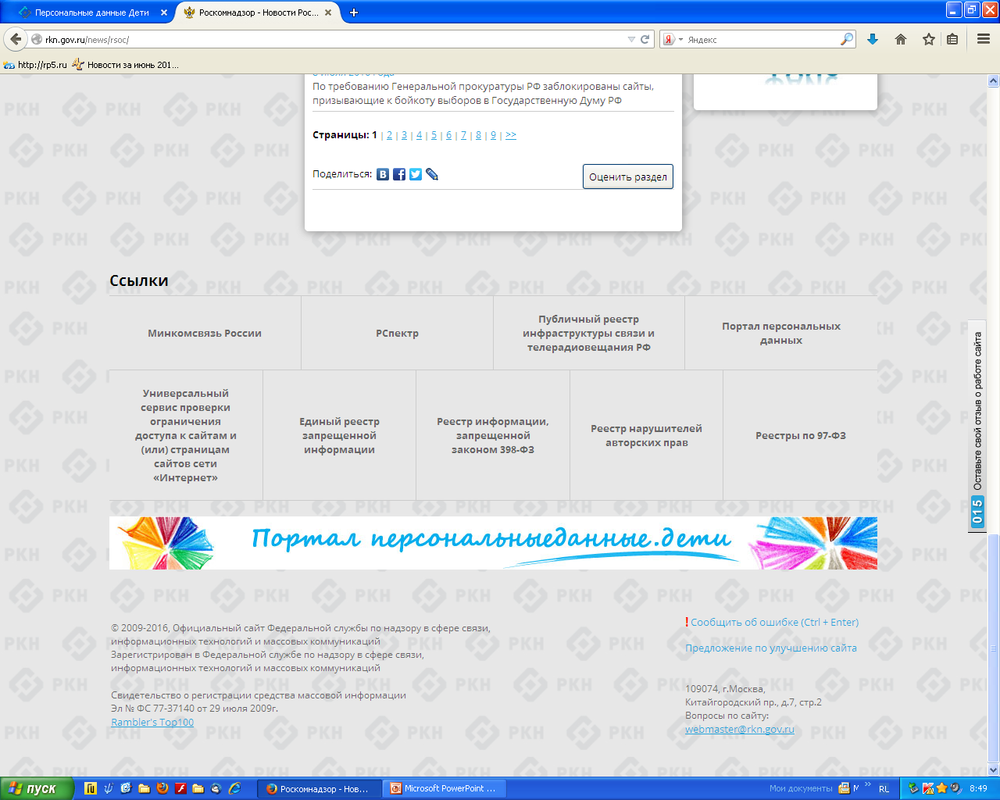 Персональные данные Дети
Роскомнадзор - Новости Рос...
rkn.gov.ru/news/rsoc/
Яндекс
http://rp5.ru
Новости за июнь 201...
По требованию Генеральной прокуратуры РФ заблокированы сайты,
призывающие к бойкоту выборов в Государственную Думу РФ
Страницы: 1 | 2 | 3 | 4 | 5 | 6 | 7 | 8 | 9 | >>
Поделиться:
Оценить раздел
Ссылки
Минкомсвязь России
РСпектр
Публичный реестр
инфраструктуры связи и
телерадиовещания РФ
Портал персональных
данных
Универсальный
сервис проверки
ограничения
доступа к сайтам и
(или) страницам
сайтов сети
«Интернет»
Единый реестр
запрещенной
информации
Реестр информации,
запрещенной
законом 398-ФЗ
Реестр нарушителей
авторских прав
Реестры по 97-ФЗ
015 Оставьте свой отзыв о работе сайта
Портал персональныеданные.дети
© 2009-2016, Официальный сайт Федеральной службы по надзору в сфере связи,
информационных технологий и массовых коммуникаций
Зарегистрирован в Федеральной службе по надзору в сфере связи,
информационных технологий и массовых коммуникаций
Свидетельство о регистрации средства массовой информации
Эл № ФС 77-37140 от 29 июля 2009г.
Rambler's Top100
! Сообщить об ошибке (Ctrl + Enter)
Предложение по улучшению сайта
109074, г.Москва,
Китайгородский пр., д.7, стр.2
Вопросы по сайту:
webmaster@rkn.gov.ru
РКН
пуск
Роскомнадзор - Нов...
Microsoft PowerPoint ...
Мои документы
RL
8:49